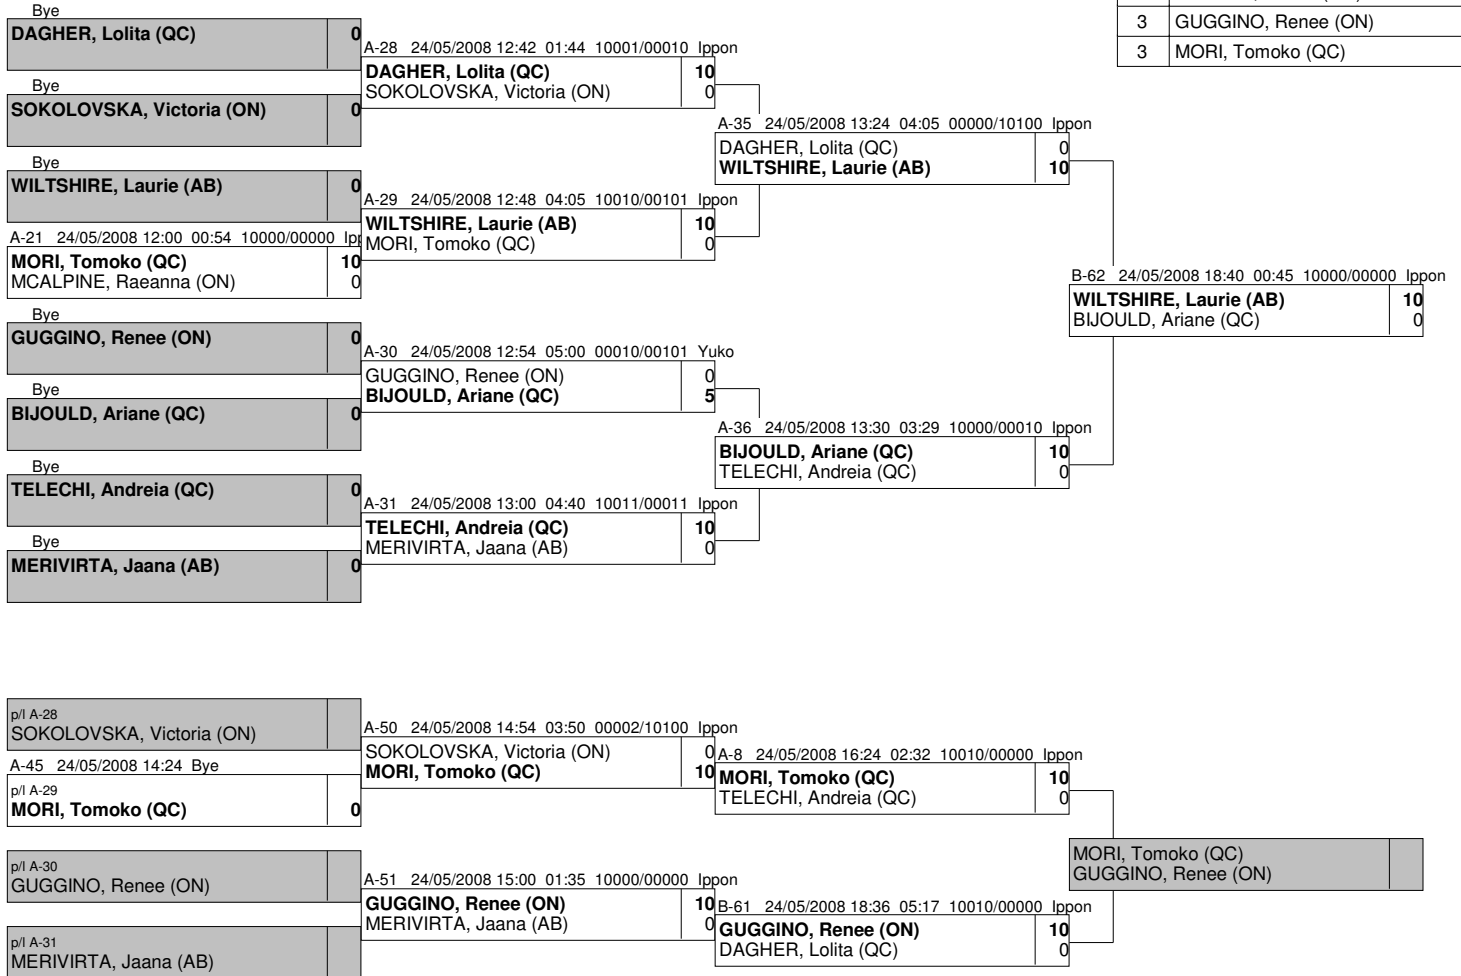 Bye
DAGHER, Lolita (QC) 0
Bye
SOKOLOVSKA, Victoria (ON) 0
Bye
WILTSHIRE, Laurie (AB) 0
A-21 24/05/2008 12:00 00:54 10000/00000
MORI, Tomoko (QC) 10
MCALPINE, Raeanna (ON) 0
Bye
GUGGINO, Renee (ON) 0
Bye
BIJOULD, Ariane (QC) 0
Bye
TELECHI, Andreia (QC) 0
Bye
MERIVIRTA, Jaana (AB) 0
A-28 24/05/2008 12:42 01:44 10001/00010 Ippon
DAGHER, Lolita (QC) 10
SOKOLOVSKA, Victoria (ON) 0
A-29 24/05/2008 12:48 04:05 10010/00101 Ippon
WILTSHIRE, Laurie (AB) 10
MORI, Tomoko (QC) 0
A-30 24/05/2008 12:54 05:00 00010/00101 Yuko
GUGGINO, Renee (ON) 0
BIJOULD, Ariane (QC) 5
A-31 24/05/2008 13:00 04:40 10011/00011 Ippon
TELECHI, Andreia (QC) 10
MERIVIRTA, Jaana (AB) 0
A-35 24/05/2008 13:24 04:05 00000/10100 Ippon
DAGHER, Lolita (QC) 0
WILTSHIRE, Laurie (AB) 10
A-36 24/05/2008 13:30 03:29 10000/00010 Ippon
BIJOULD, Ariane (QC) 10
TELECHI, Andreia (QC) 0
3 GUGGINO, Renee (ON)
3 MORI, Tomoko (QC)
B-62 24/05/2008 18:40 00:45 10000/00000 Ippon
WILTSHIRE, Laurie (AB) 10
BIJOULD, Ariane (QC) 0
p/l A-28
SOKOLOVSKA, Victoria (ON)
A-45 24/05/2008 14:24 Bye
p/l A-29
MORI, Tomoko (QC) 0
p/l A-30
GUGGINO, Renee (ON)
p/l A-31
MERIVIRTA, Jaana (AB)
A-50 24/05/2008 14:54 03:50 00002/10100 Ippon
SOKOLOVSKA, Victoria (ON) 0
MORI, Tomoko (QC) 10
A-51 24/05/2008 15:00 01:35 10000/00000 Ippon
GUGGINO, Renee (ON) 10
MERIVIRTA, Jaana (AB) 0
A-8 24/05/2008 16:24 02:32 10010/00000 Ippon
MORI, Tomoko (QC) 10
TELECHI, Andreia (QC) 0
B-61 24/05/2008 18:36 05:17 10010/00000 Ippon
GUGGINO, Renee (ON) 10
DAGHER, Lolita (QC) 0
MORI, Tomoko (QC)
GUGGINO, Renee (ON)